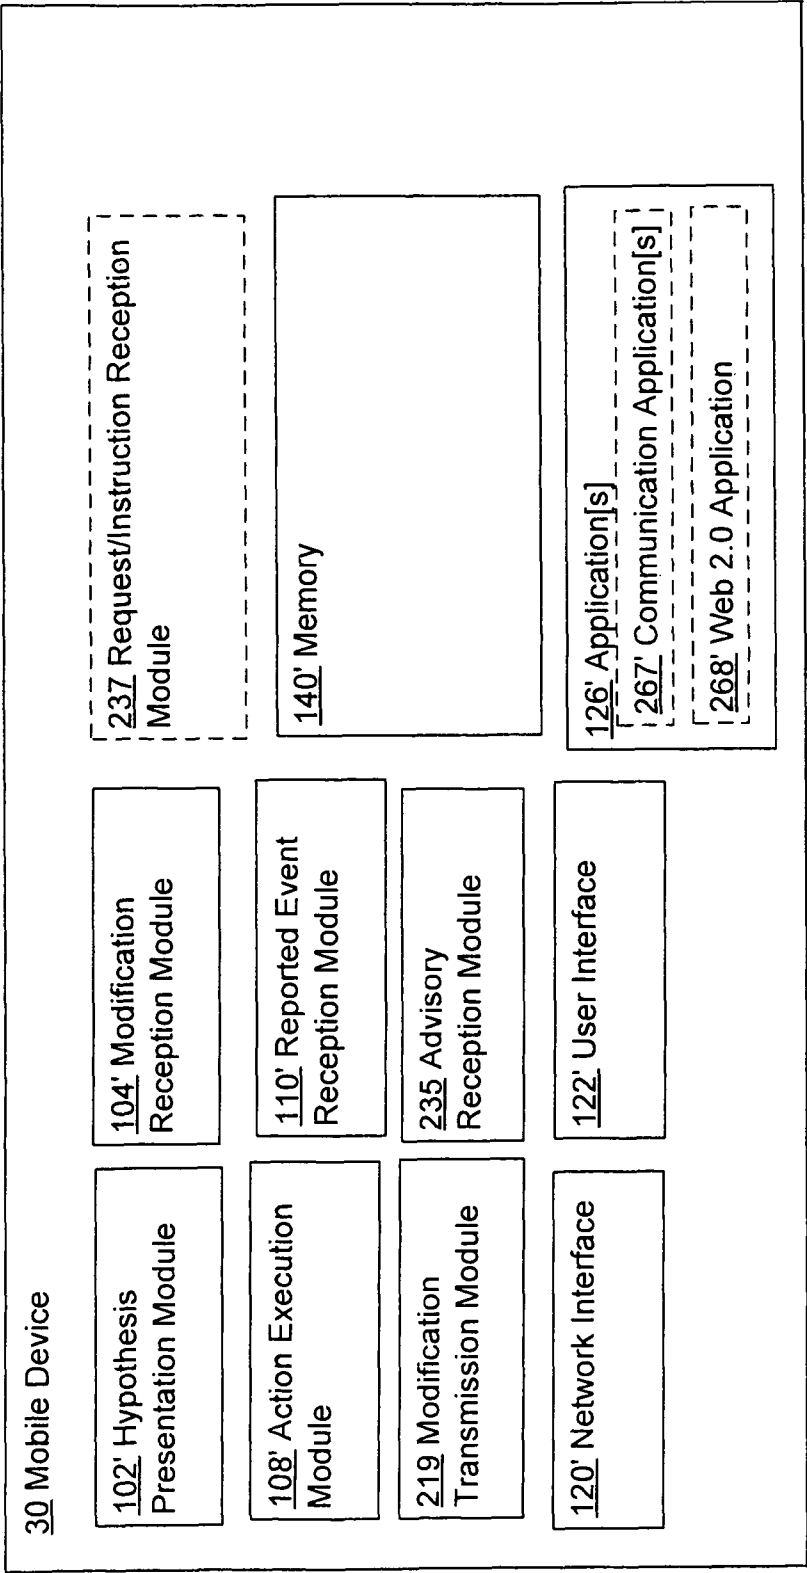 30 Mobile Device
102' Hypothesis
Presentation Module
104' Modification
Reception Module
237 Request/Instruction Reception
Module
108' Action Execution
Module
110' Reported Event
Reception Module
140' Memory
219 Modification
Transmission Module
235 Advisory
Reception Module
120' Network Interface
122' User Interface
126' Application[s]
267' Communication Application[s]
268' Web 2.0 Application